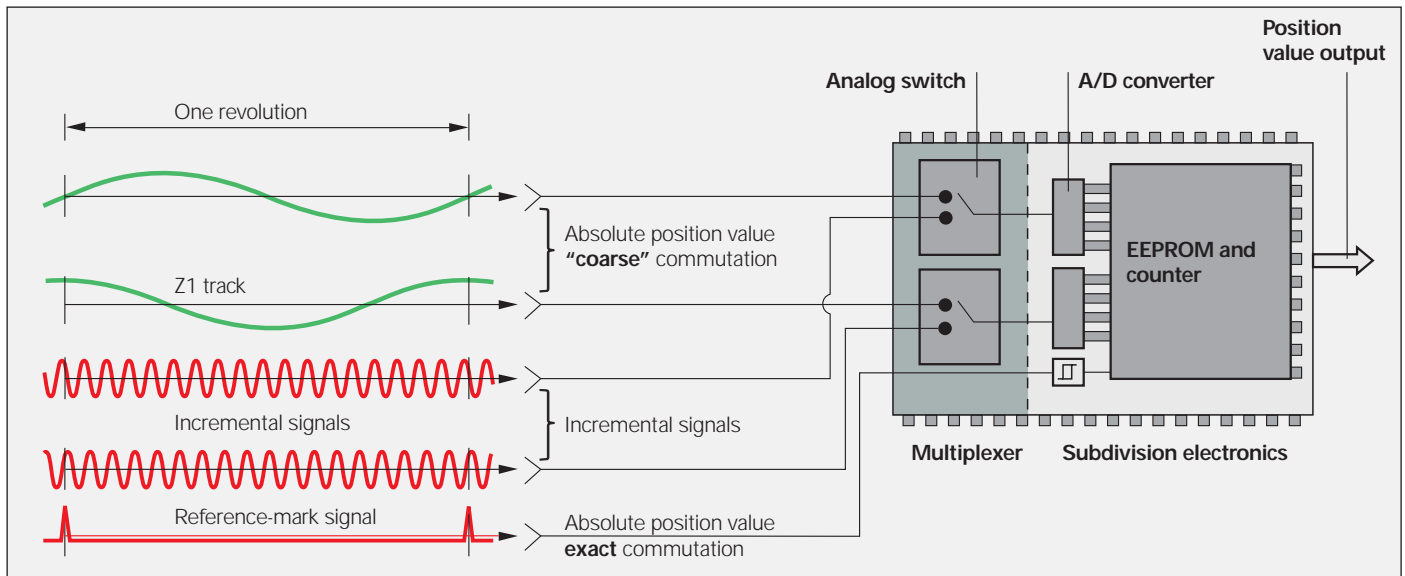 Position
value output
Analog switch
A/D converter
One revolution
Absolute position value
“coarse” commutation
EEPROM and
counter
Z1 track
Incremental signals
Incremental signals
Multiplexer
Subdivision electronics
Reference-mark signal
Absolute position value
exact commutation